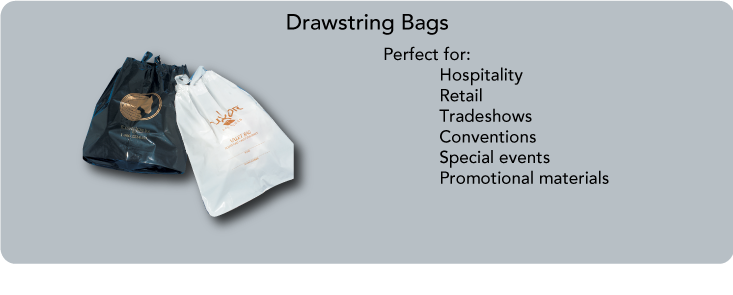 Drawstring Bags
Perfect for:
Hospitality
Retail
Tradeshows
Conventions
Special events
Promotional materials